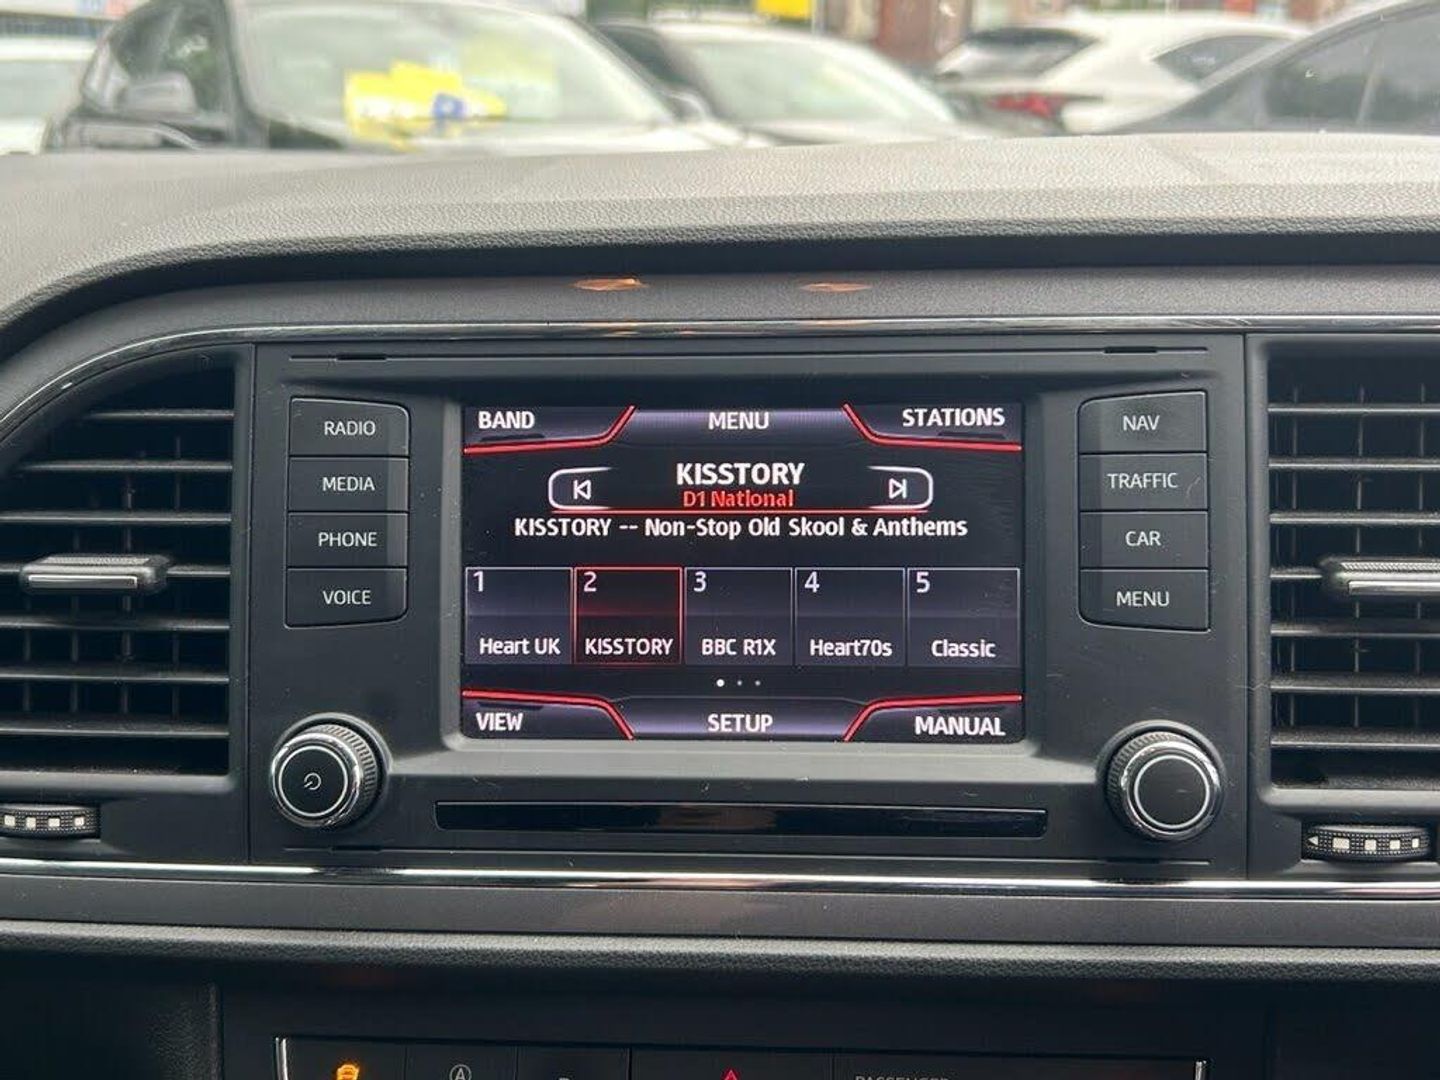 RADIO
MEDIA
PHONE
VOICE
BAND
MENU
STATIONS
KISSTORY
D1 National
KISSTORY -- Non-Stop Old Skool & Anthems
1
2
3
4
5
Heart UK
KISSTORY
BBC R1X
Heart70s
Classic
VIEW
SETUP
MANUAL
NAV
TRAFFIC
CAR
MENU
A
PASSENGER